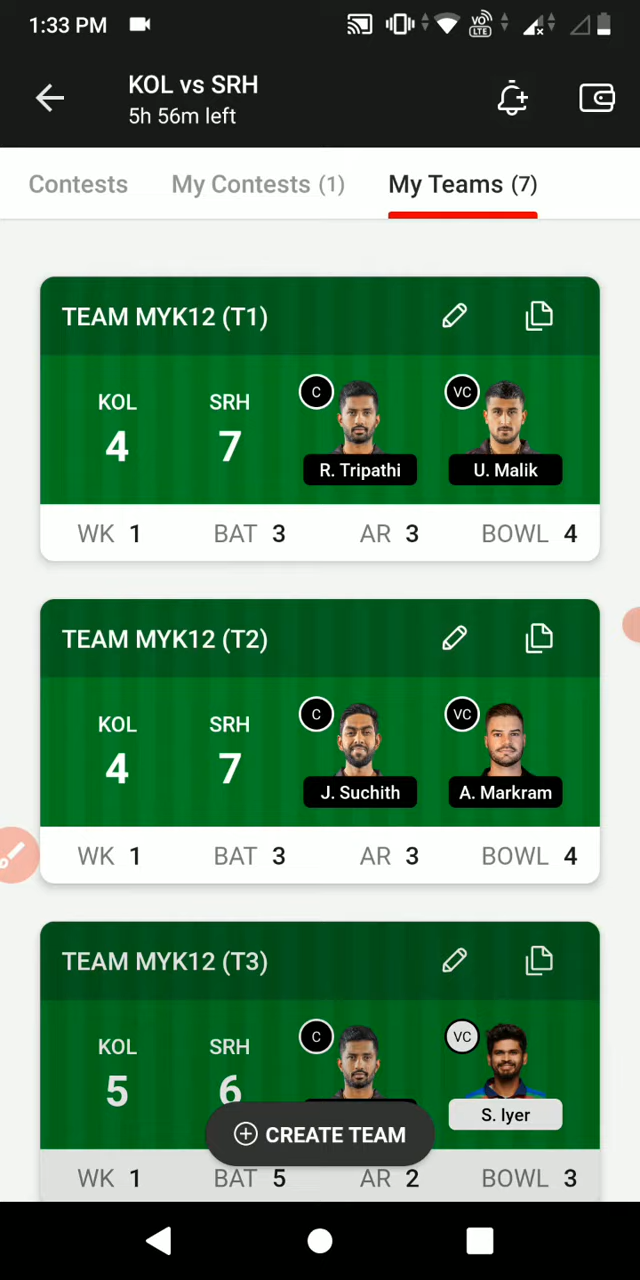 1:33 PM
VO
LTE
KOL vs SRH
5h 56m left
Contests My Contests (1) My Teams (7)
TEAM MYK12 (T1)
KOL SRH C VC
4 7
R. Tripathi U. Malik
WK 1 BAT 3 AR 3 BOWL 4
TEAM MYK12 (T2)
KOL SRH C VC
4 7
J. Suchith A. Markram
WK 1 BAT 3 AR 3 BOWL 4
TEAM MYK12 (T3)
KOL SRH C VC
5 6
S. Iyer
CREATE TEAM
WK 1 BAT 5 AR 2 BOWL 3